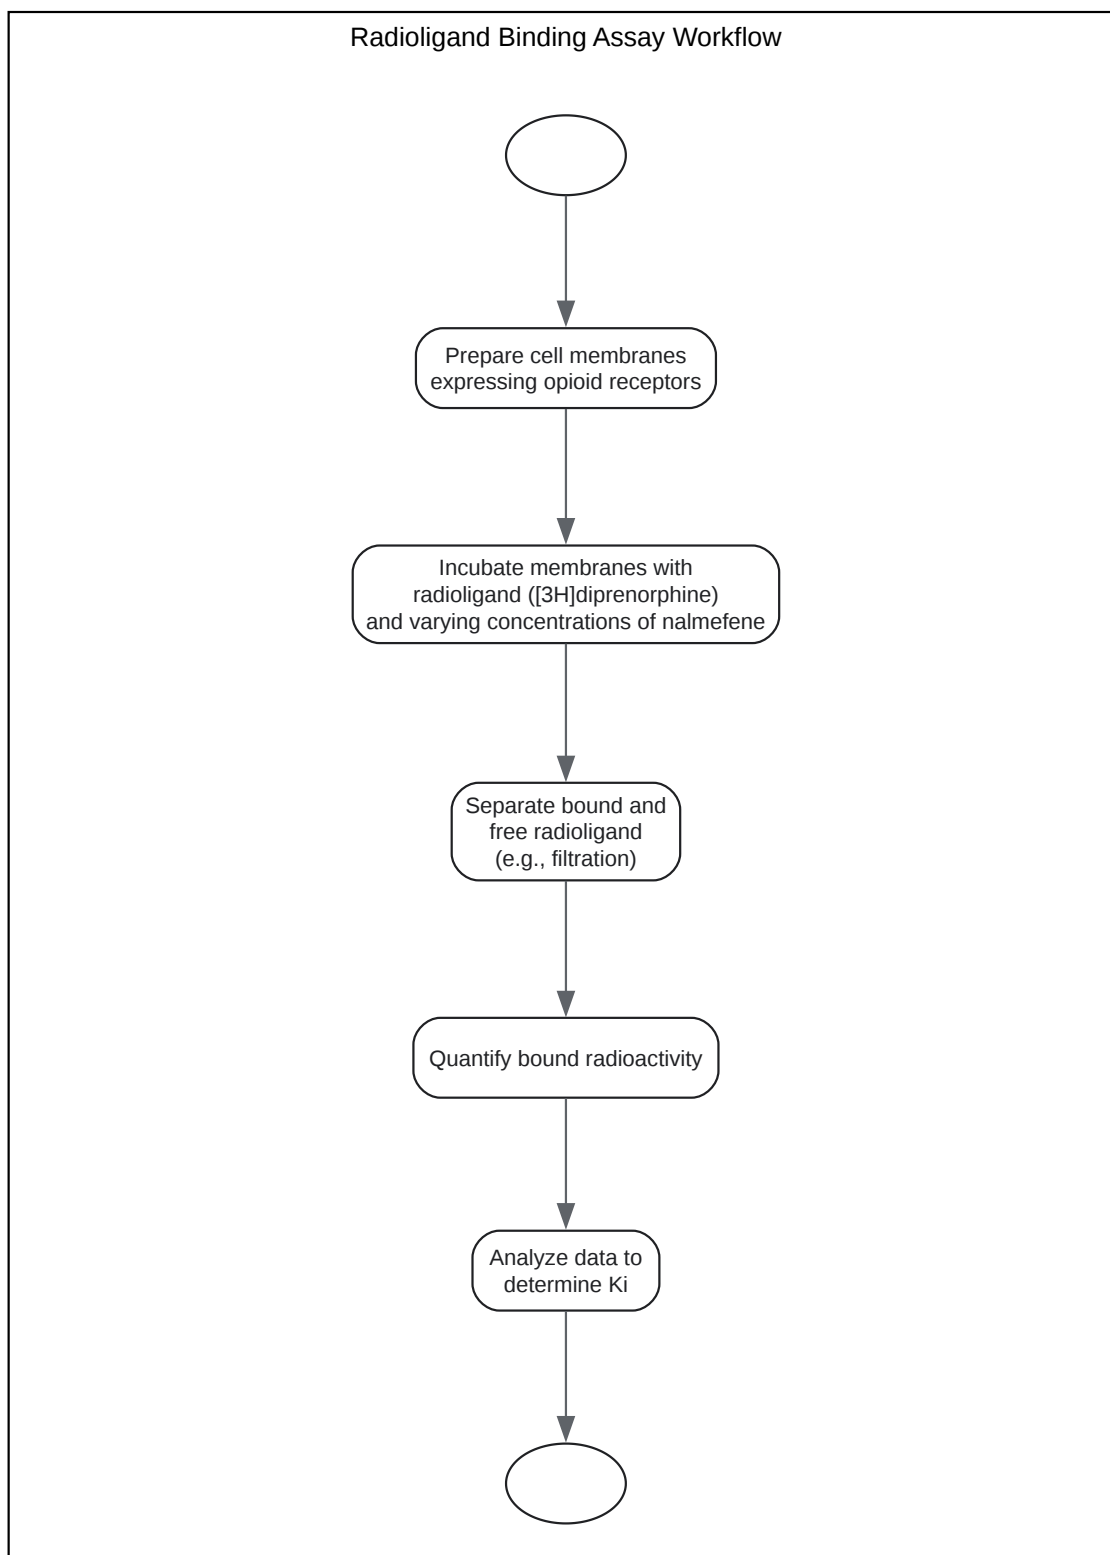 Radioligand Binding Assay Workflow
Prepare cell membranes
expressing opioid receptors
Incubate membranes with
radioligand ([3H]diprenorphine)
and varying concentrations of nalmefene
Separate bound and
free radioligand
(e.g., filtration)
Quantify bound radioactivity
Analyze data to
determine Ki